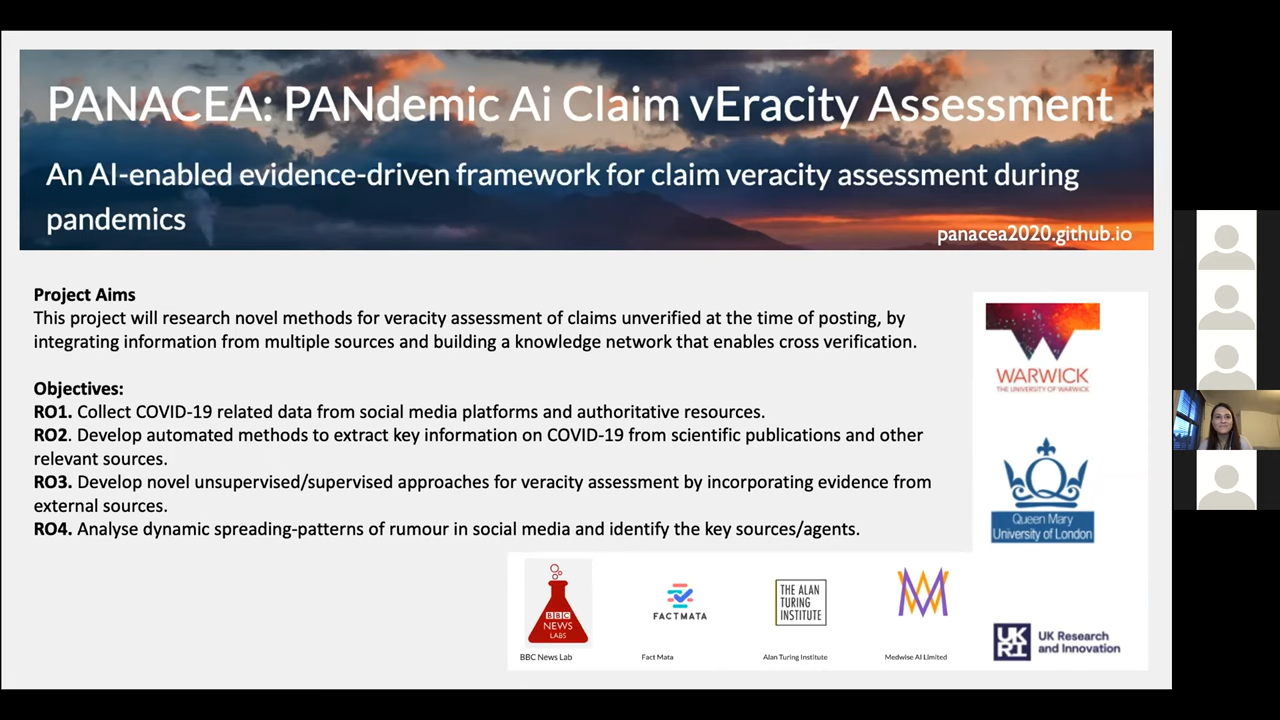 PANACEA: PANdemic Ai Claim vEracity Assessment
An AI-enabled evidence-driven framework for claim veracity assessment during
pandemics
panacea2020.github.io
Project Aims
This project will research novel methods for veracity assessment of claims unverified at the time of posting, by
integrating information from multiple sources and building a knowledge network that enables cross verification.
Objectives:
RO1. Collect COVID-19 related data from social media platforms and authoritative resources.
RO2. Develop automated methods to extract key information on COVID-19 from scientific publications and other
relevant sources.
RO3. Develop novel unsupervised/supervised approaches for veracity assessment by incorporating evidence from
external sources.
RO4. Analyse dynamic spreading-patterns of rumour in social media and identify the key sources/agents.
WARWICK
THE UNIVERSITY OF WARWICK
Queen Mary
University of London
BBC
NEWS
LABS
FACTMATA
THE ALAN
TURING
INSTITUTE
BBC News Lab
Fact Mata
Alan Turing Institute
Medwise AI Limited
UK
RI
UK Research
and Innovation